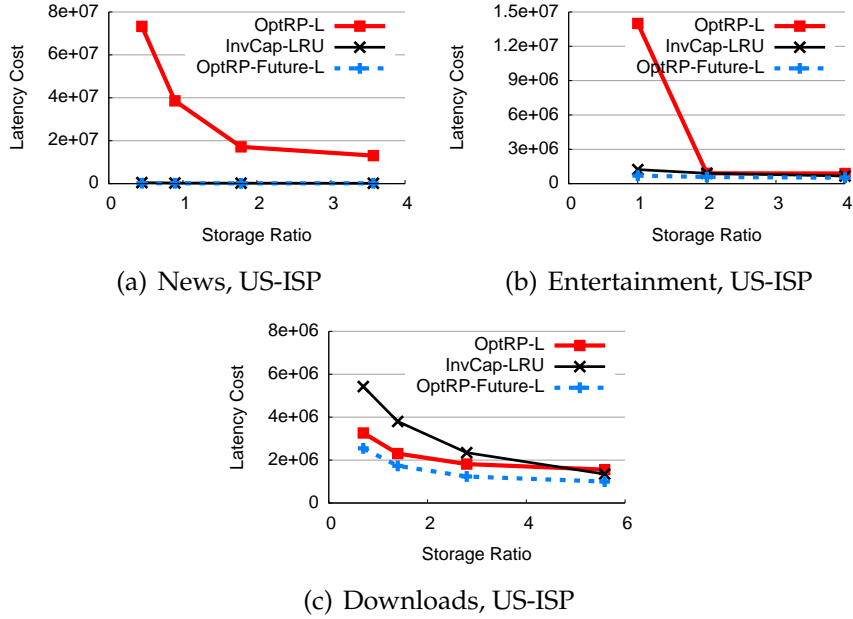 8e+07
6e+07
4e+07
2e+07
0
Latency Cost
0 1 2 3 4
Storage Ratio
OptRP-L
InvCap-LRU
OptRP-Future-L
(a) News, US-ISP
1.5e+07
1.2e+07
9e+06
6e+06
3e+06
0
Latency Cost
0 1 2 3 4
Storage Ratio
OptRP-L
InvCap-LRU
OptRP-Future-L
(b) Entertainment, US-ISP
8e+06
6e+06
4e+06
2e+06
0
Latency Cost
0 2 4 6
Storage Ratio
OptRP-L
InvCap-LRU
OptRP-Future-L
(c) Downloads, US-ISP